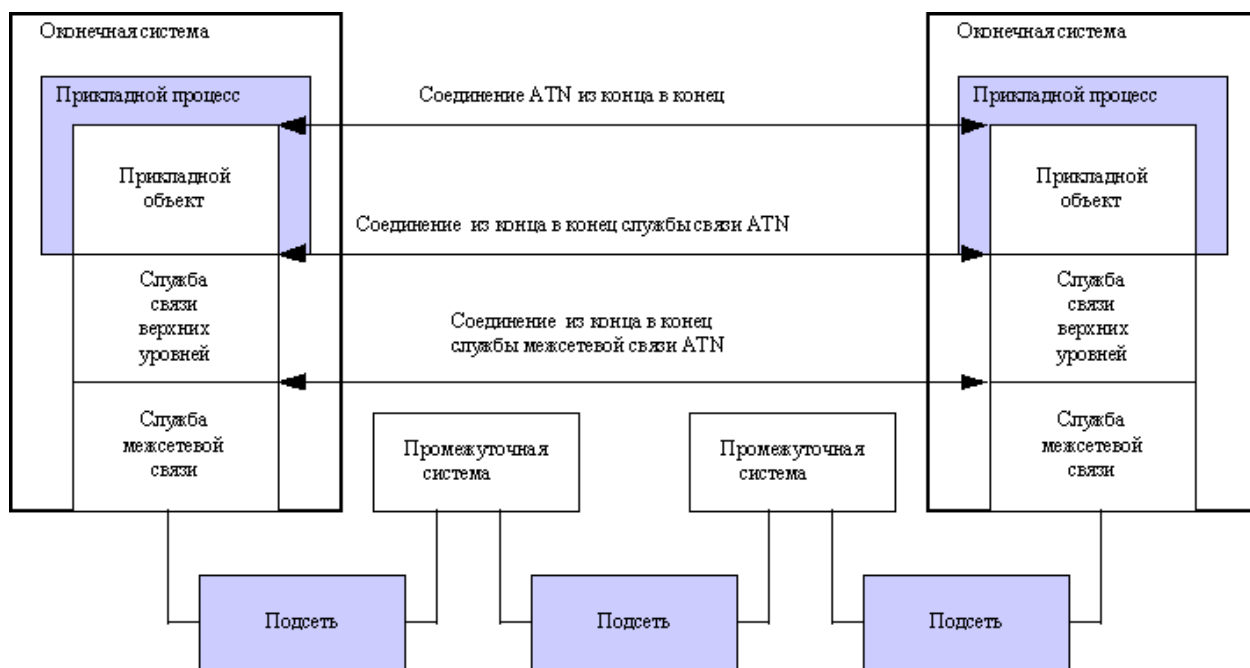 Оконечная система
Оконечная система
Прикладной процесс
Соединение ATN из конца в конец
Прикладной процесс
Прикладной
объект
Прикладной
объект
Соединение из конца в конец службы связи ATN
Служба
связи
верхних
уровней
Служба
связи
верхних
уровней
Соединение из конца в конец
службы межсетевой связи ATN
Служба
межсетевой
связи
Промежуточная
система
Промежуточная
система
Служба
межсетевой
связи
Подсеть
Подсеть
Подсеть